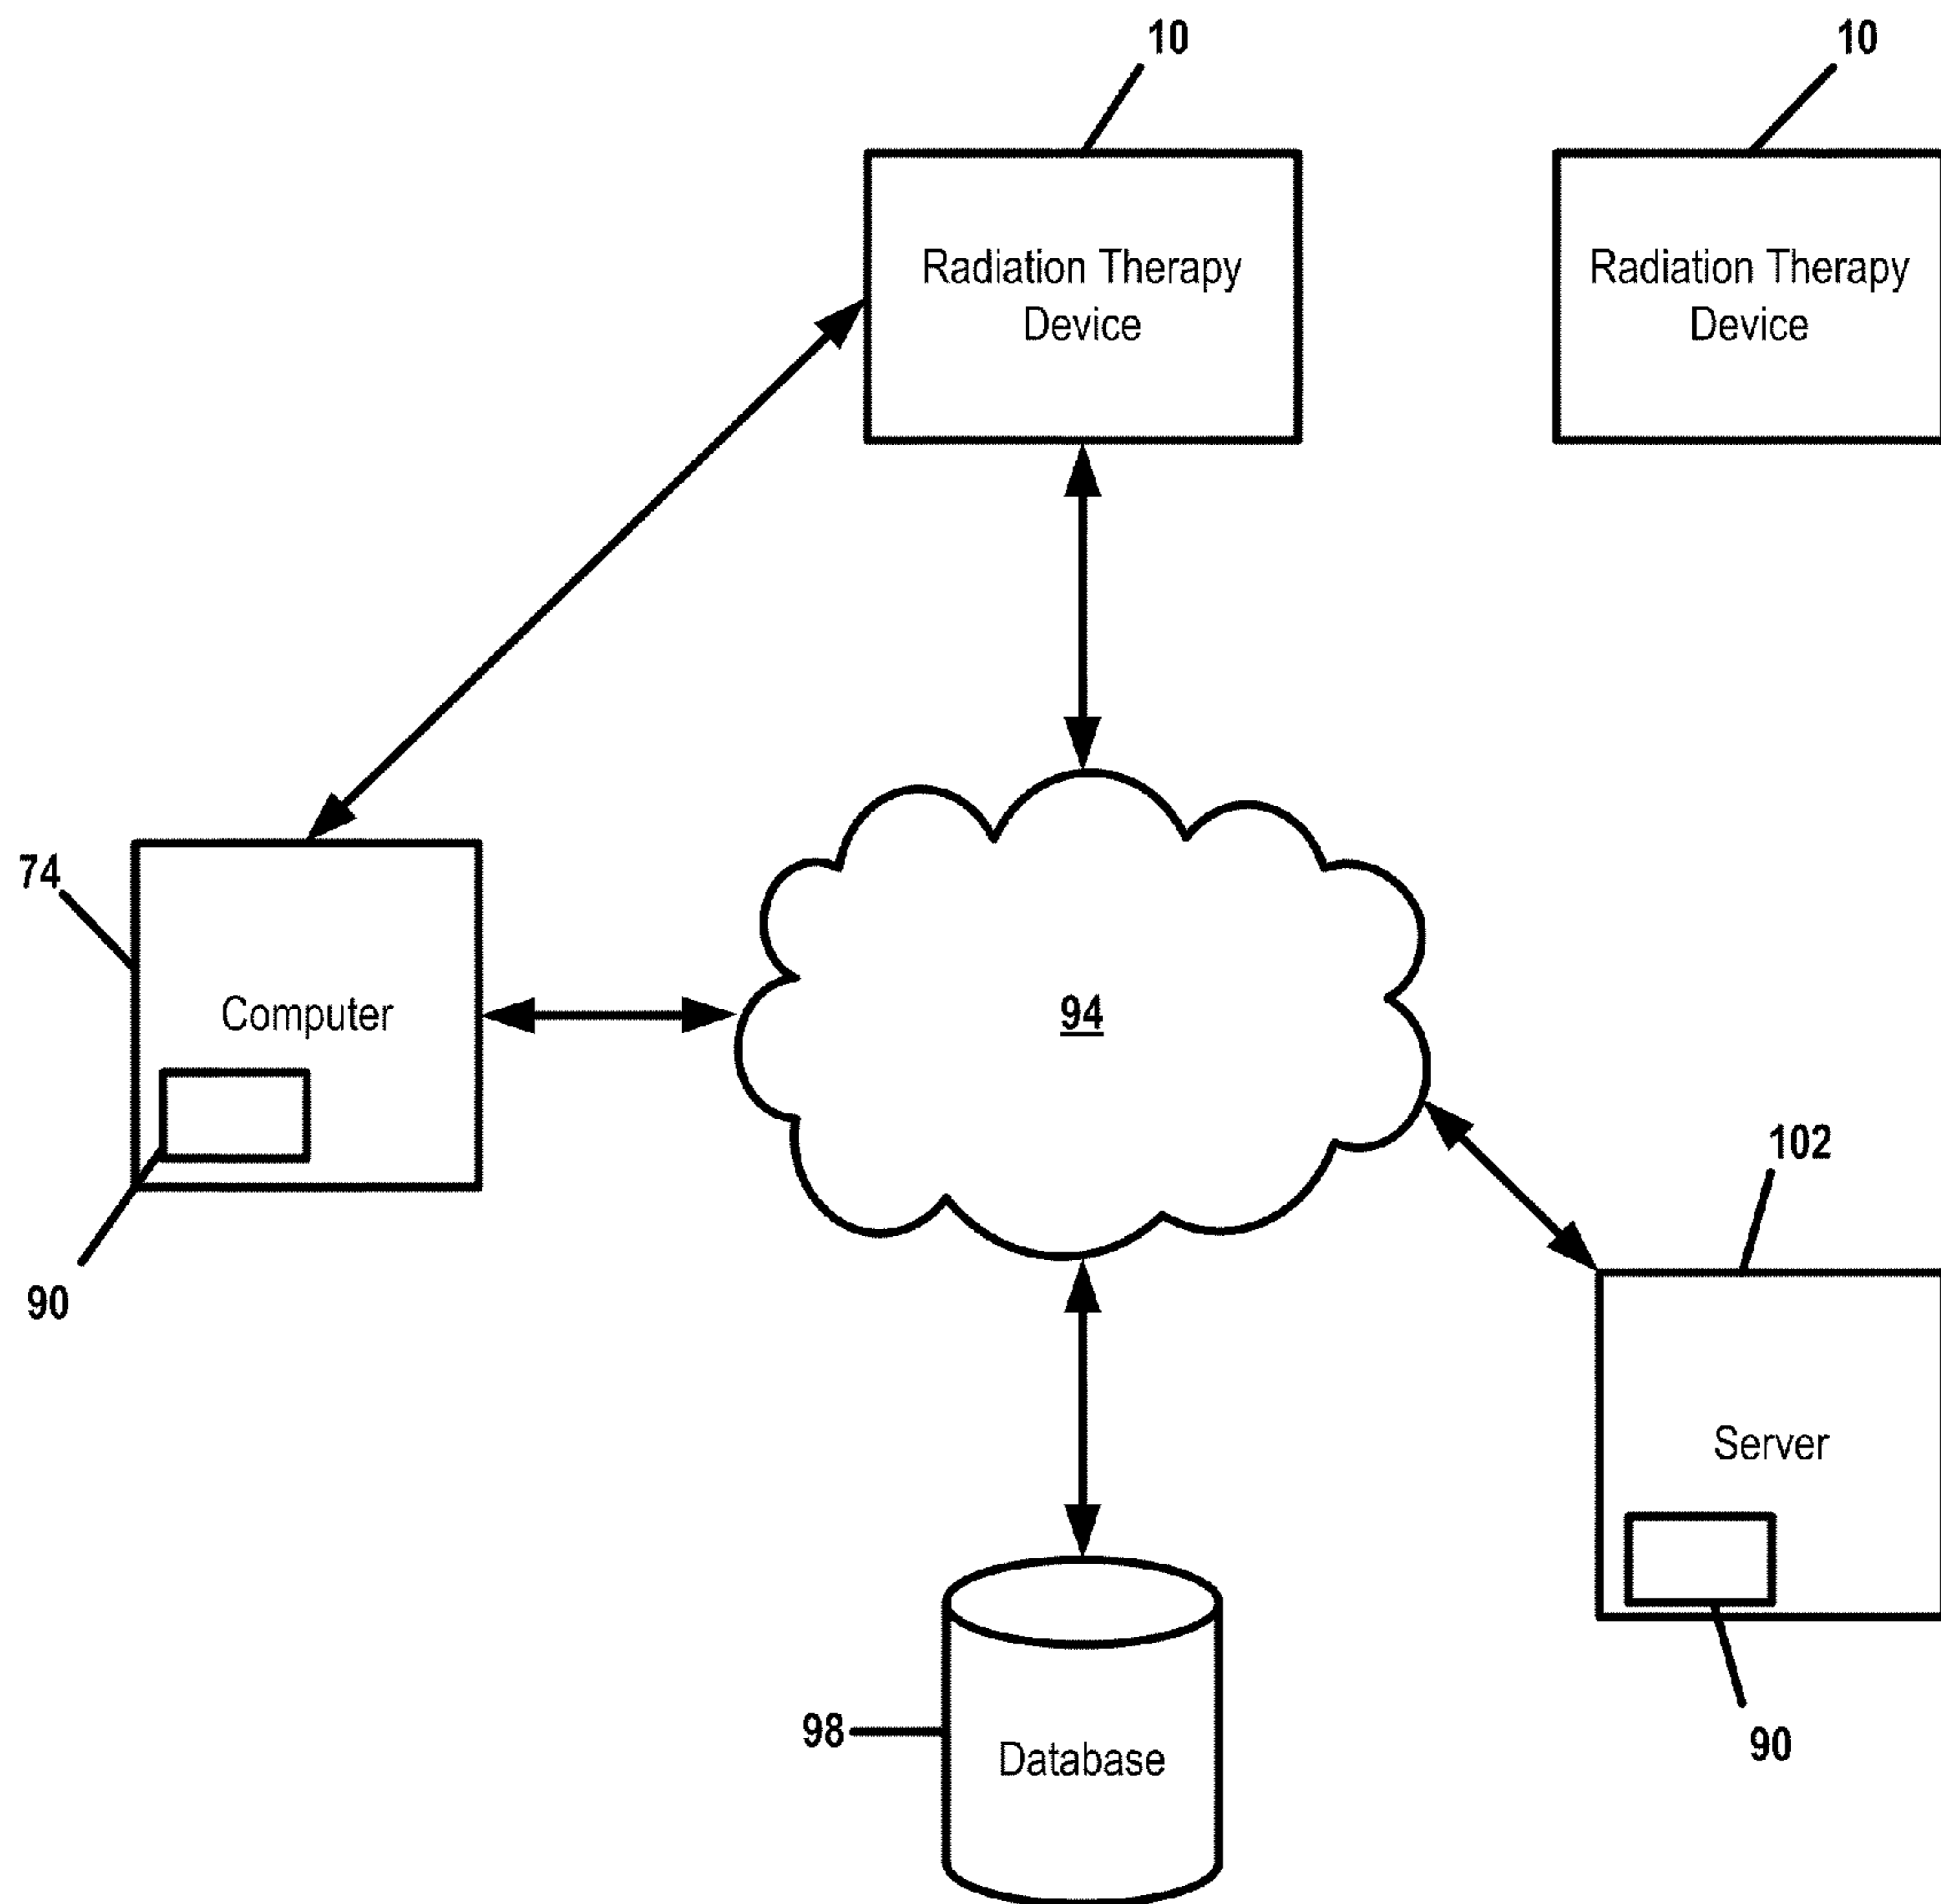 10
10
Radiation Therapy
Device
Radiation Therapy
Device
74
Computer
94
90
102
Server
98
Database
90